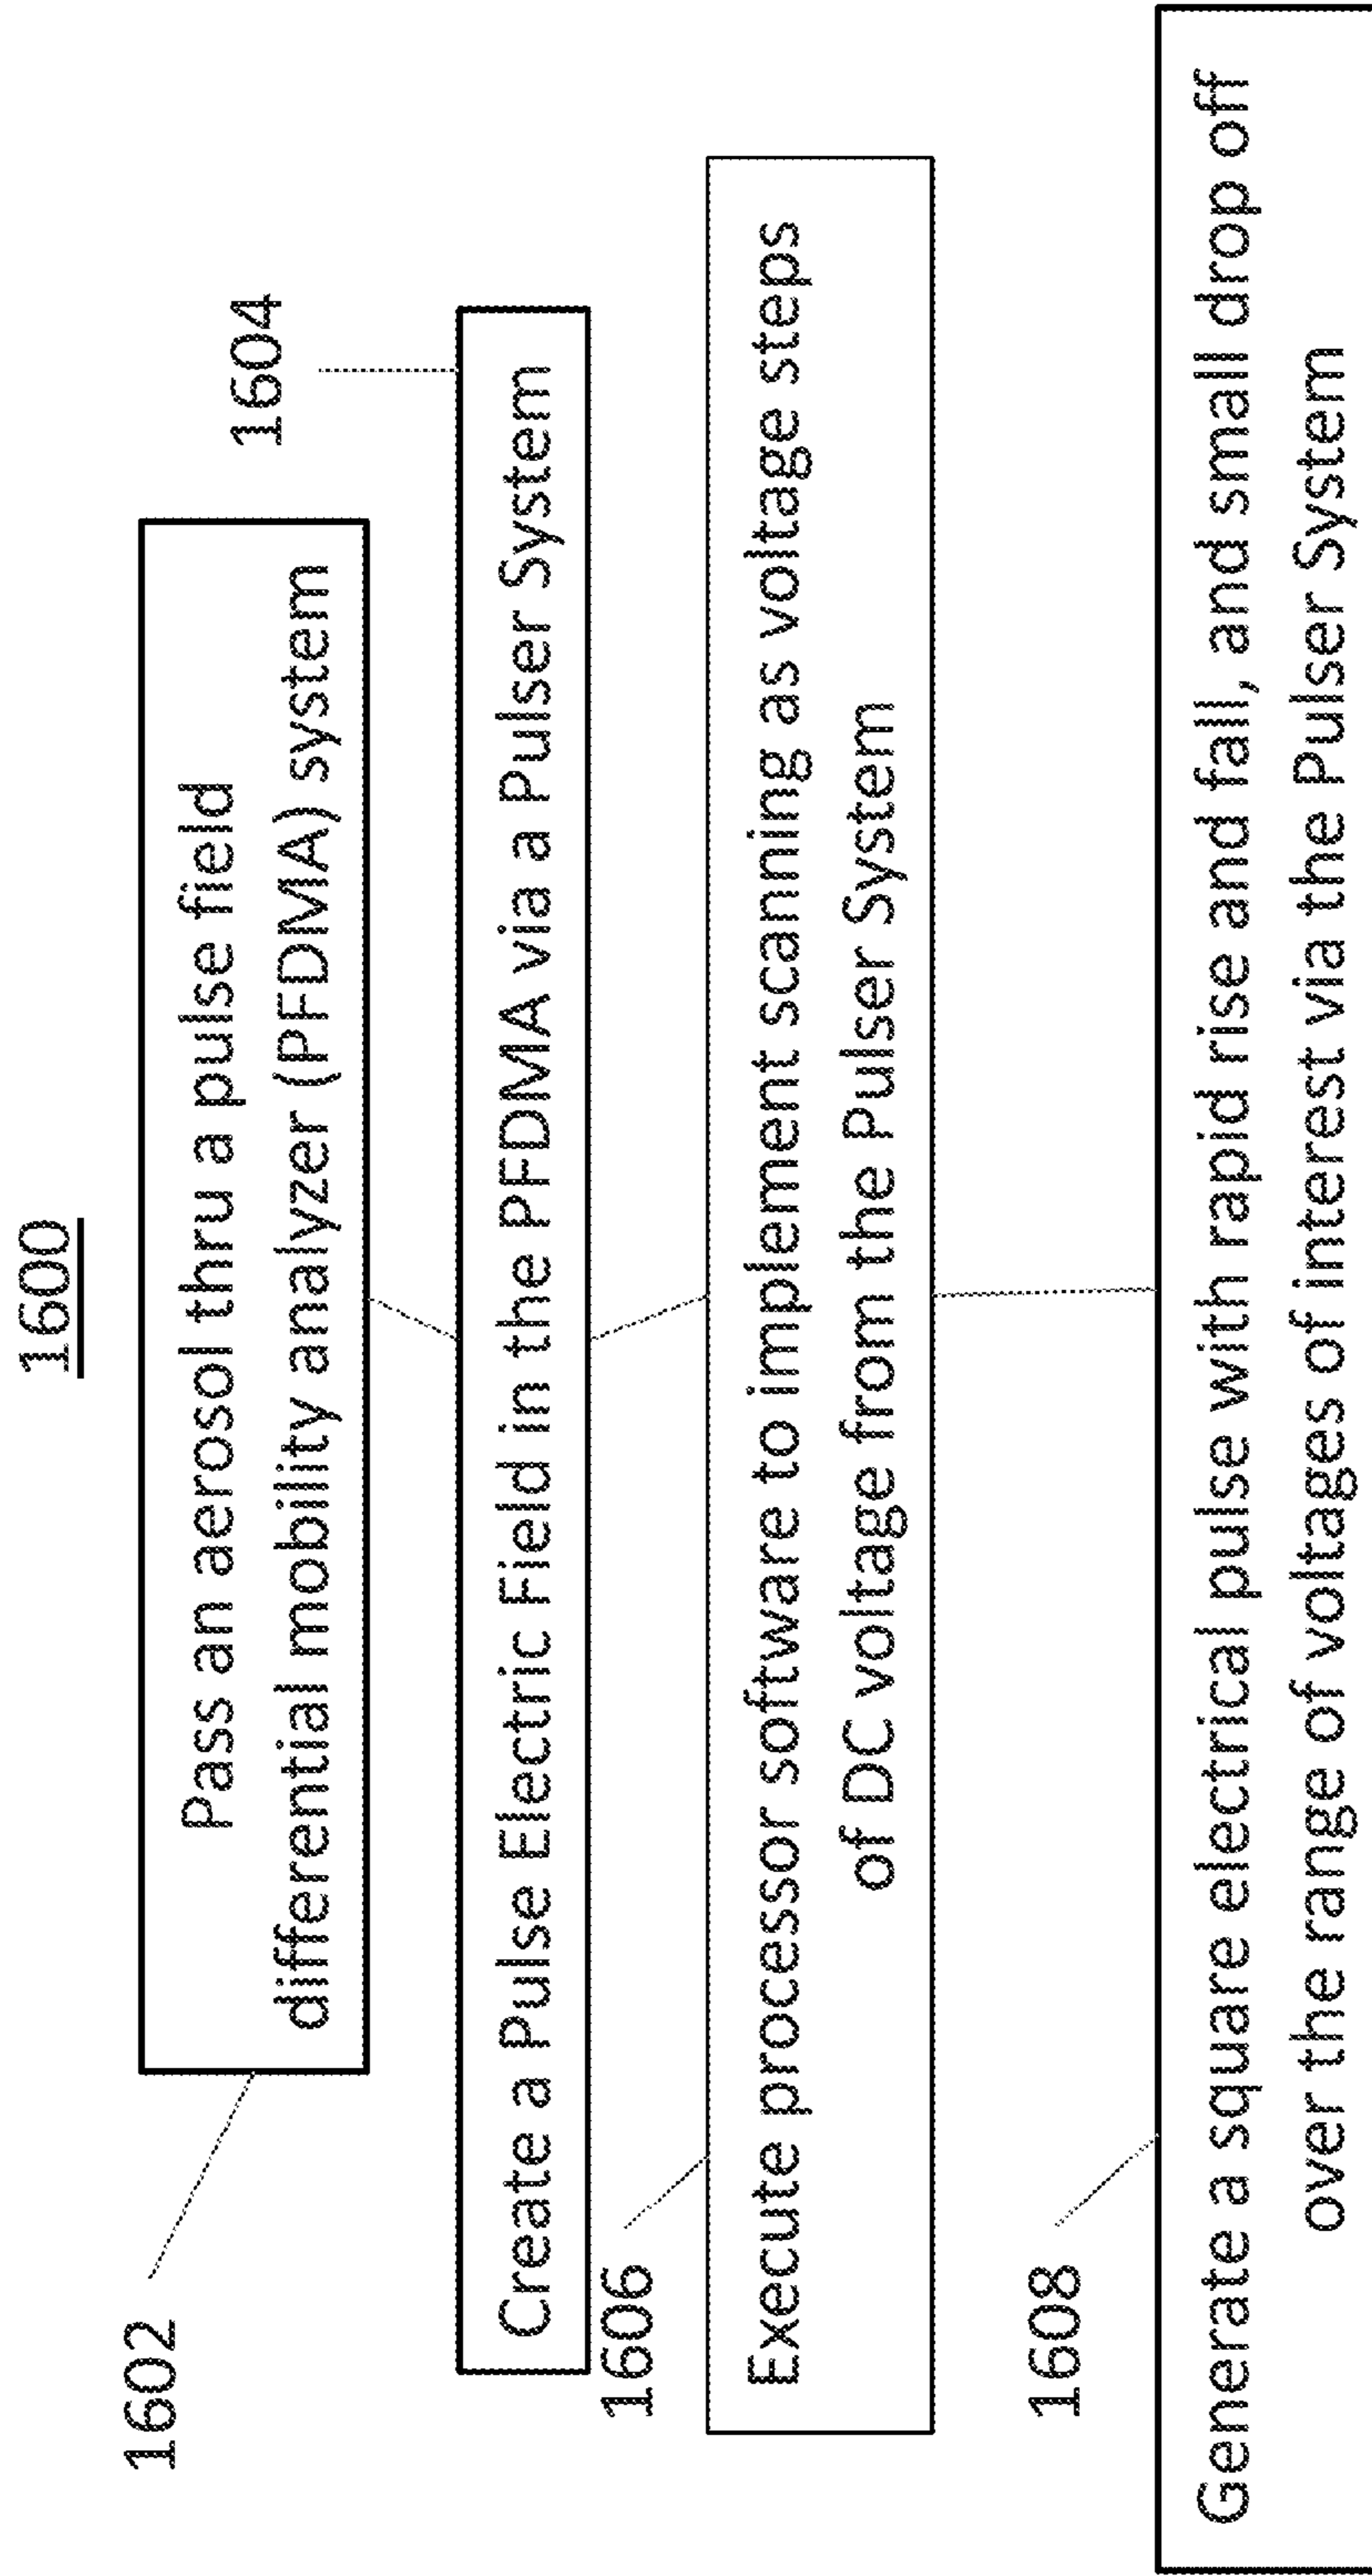 1600
1602
Pass an aerosol thru a pulse field
differential mobility analyzer (PFDMA) system
1604
Create a Pulse Electric Field in the PFDMA via a Pulser System
1606
Execute processor software to implement scanning as voltage steps
of DC voltage from the Pulser System
1608
Generate a square electrical pulse with rapid rise and fall, and small drop off
over the range of voltages of interest via the Pulser System